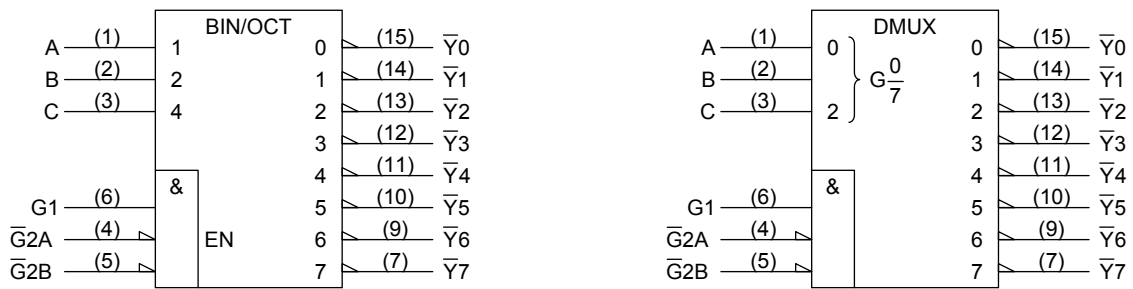 BIN/OCT
A (1) 1 0 (15) Y̅0
B (2) 2 1 (14) Y̅1
C (3) 4 2 (13) Y̅2
3 (12) Y̅3
& 4 (11) Y̅4
G1 (6) 5 (10) Y̅5
G̅2A (4) EN 6 (9) Y̅6
G̅2B (5) 7 (7) Y̅7
DMUX
A (1) 0 0 (15) Y̅0
B (2) G 0/7 1 (14) Y̅1
C (3) 2 2 (13) Y̅2
3 (12) Y̅3
& 4 (11) Y̅4
G1 (6) 5 (10) Y̅5
G̅2A (4) 6 (9) Y̅6
G̅2B (5) 7 (7) Y̅7